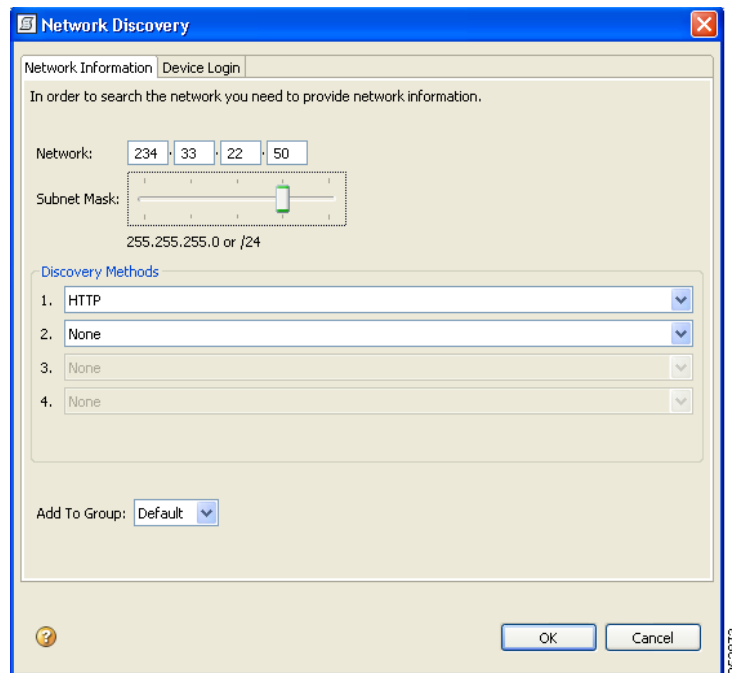 Network Discovery
Network Information Device Login
In order to search the network you need to provide network information.
Network: 234 . 33 . 22 . 50
Subnet Mask:
255.255.255.0 or /24
Discovery Methods
1. HTTP
2. None
3. None
4. None
Add To Group: Default
? OK Cancel